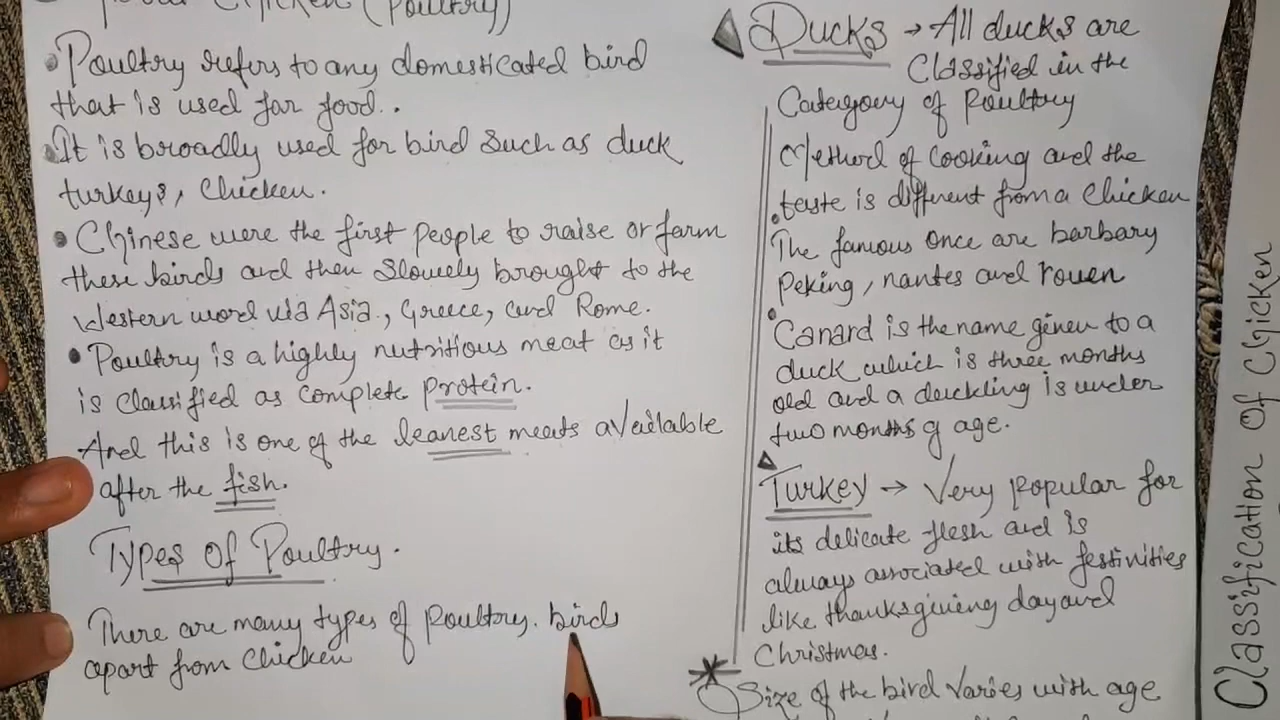 Chicken (Poultry)
• Poultry refers to any domesticated bird
that is used for food.
• It is broadly used for bird such as duck
turkeys, chicken.
• Chinese were the first people to raise or farm
these birds and then slowely brought to the
western word via Asia, Greece, and Rome.
• Poultry is a highly nutritious meat as it
is classified as complete protein.
And this is one of the leanest meats available
after the fish.
Types Of Poultry.
There are many types of Poultry. birds
apart from chicken
Ducks → All ducks are
Classified in the
Category of Poultry
Method of cooking and the
taste is different from a chicken
• The famous once are barbary
Peking, nantes and rouen
• Canard is the name given to a
duck which is three months
old and a duckling is under
two months of age.
Turkey → Very popular for
its delicate flesh and is
always associated with festinities
like thanksgiving day and
Christmas.
Size of the bird varies with age
Classification Of Chicken